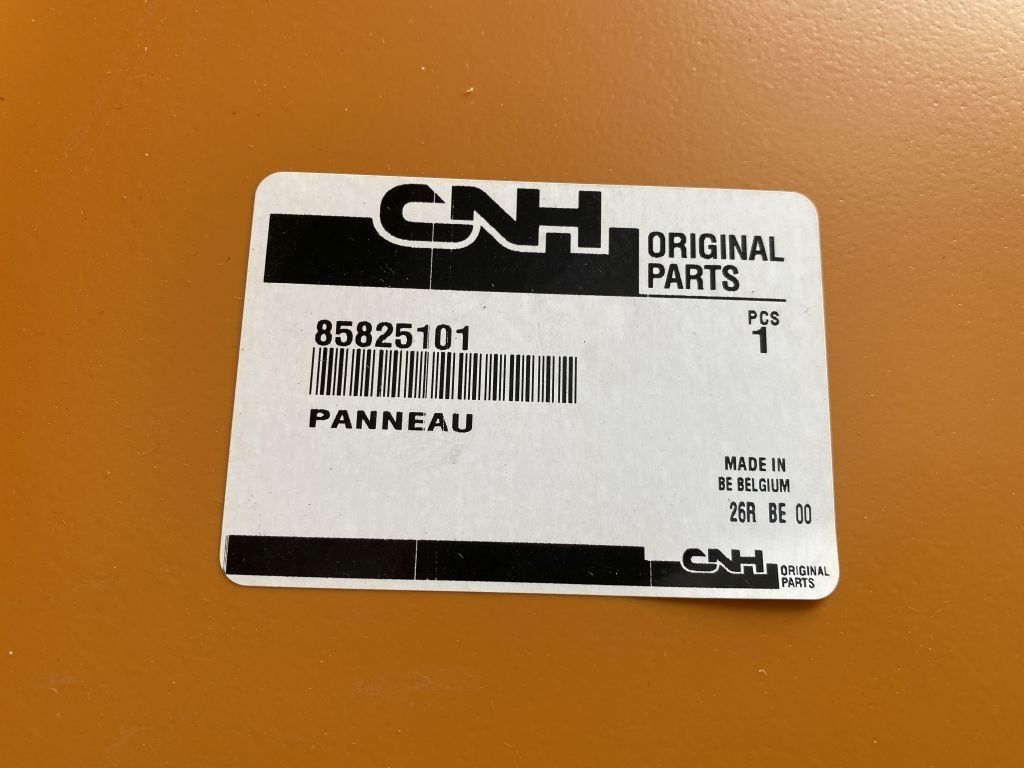 CNH
ORIGINAL
PARTS
PCS
1
85825101
PANNEAU
MADE IN
BE BELGIUM
26R BE 00
CNH
ORIGINAL
PARTS